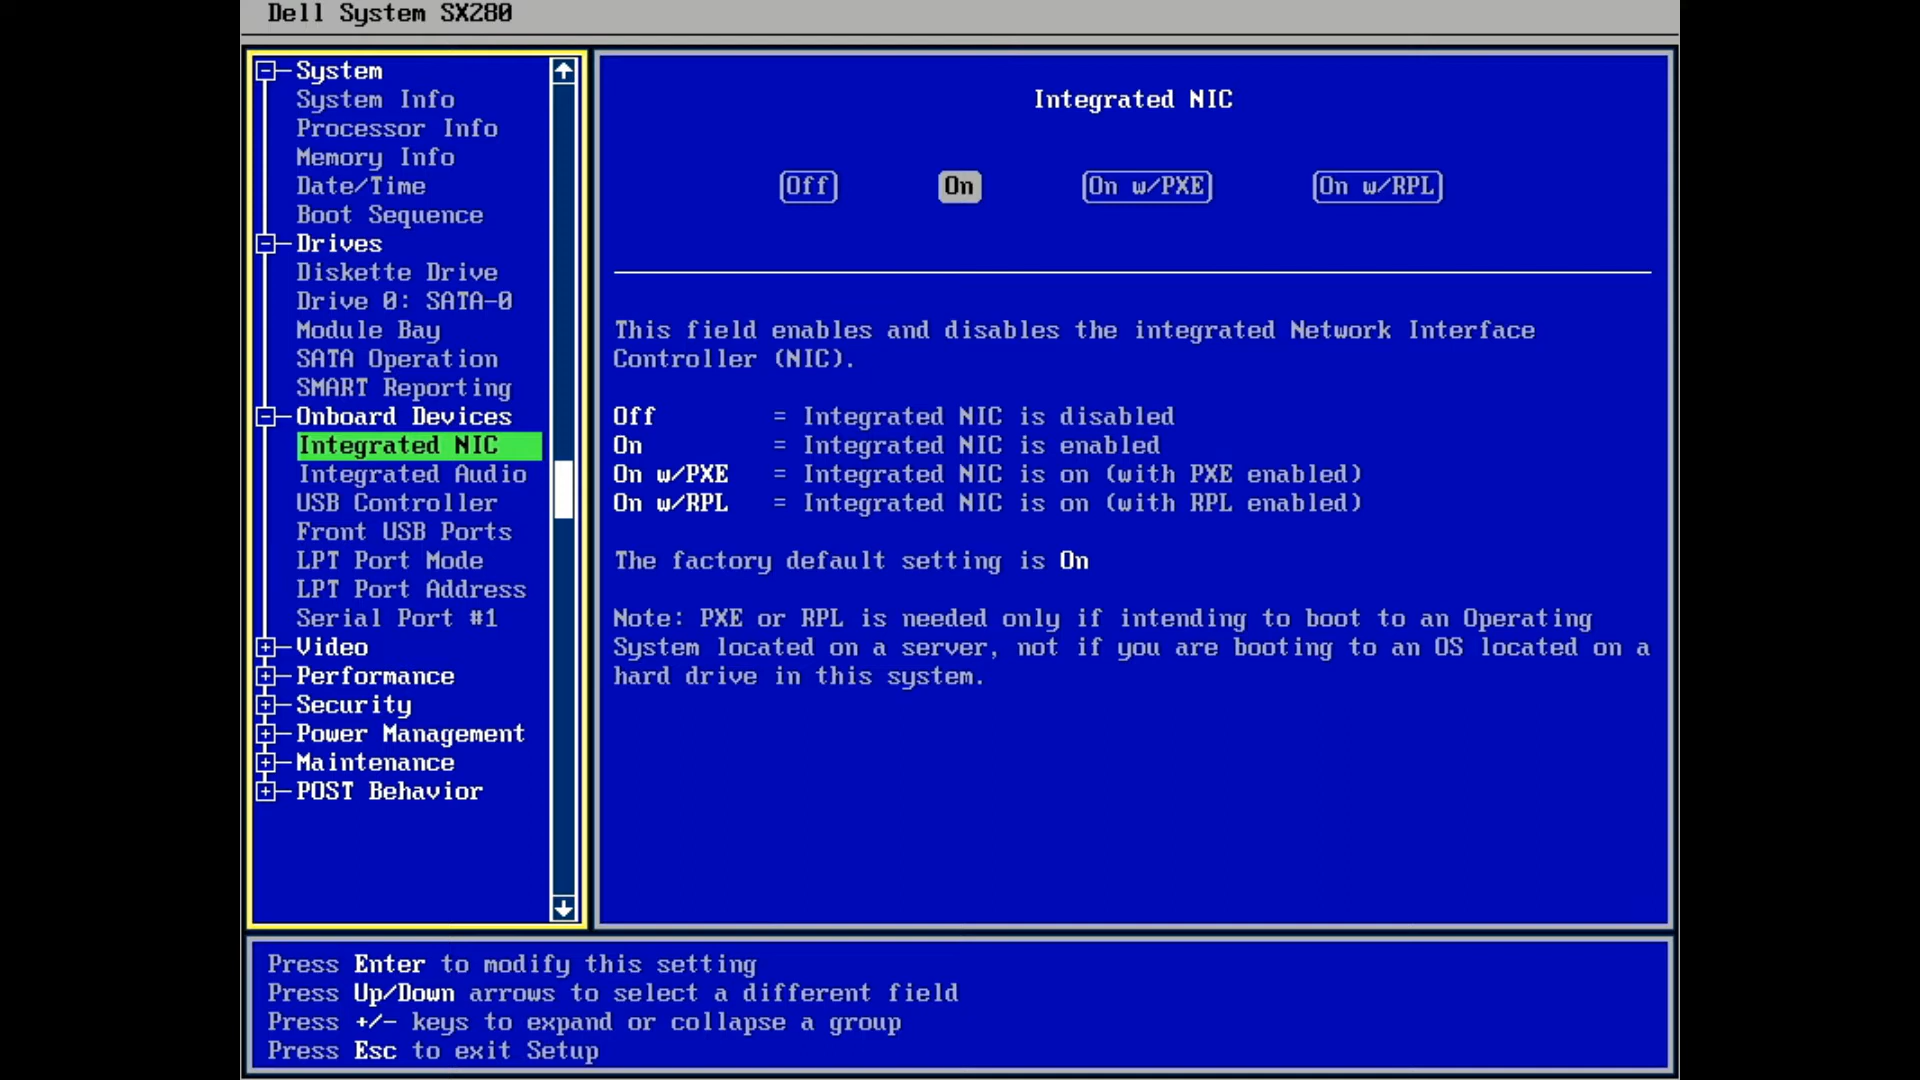 Dell System SX280
System
System Info
Processor Info
Memory Info
Date/Time
Boot Sequence
Drives
Diskette Drive
Drive 0: SATA-0
Module Bay
SATA Operation
SMART Reporting
Onboard Devices
Integrated NIC
Integrated Audio
USB Controller
Front USB Ports
LPT Port Mode
LPT Port Address
Serial Port #1
Video
Performance
Security
Power Management
Maintenance
POST Behavior
Integrated NIC
Off On On w/PXE On w/RPL
This field enables and disables the integrated Network Interface
Controller (NIC).
Off = Integrated NIC is disabled
On = Integrated NIC is enabled
On w/PXE = Integrated NIC is on (with PXE enabled)
On w/RPL = Integrated NIC is on (with RPL enabled)
The factory default setting is On
Note: PXE or RPL is needed only if intending to boot to an Operating
System located on a server, not if you are booting to an OS located on a
hard drive in this system.
Press Enter to modify this setting
Press Up/Down arrows to select a different field
Press +/- keys to expand or collapse a group
Press Esc to exit Setup